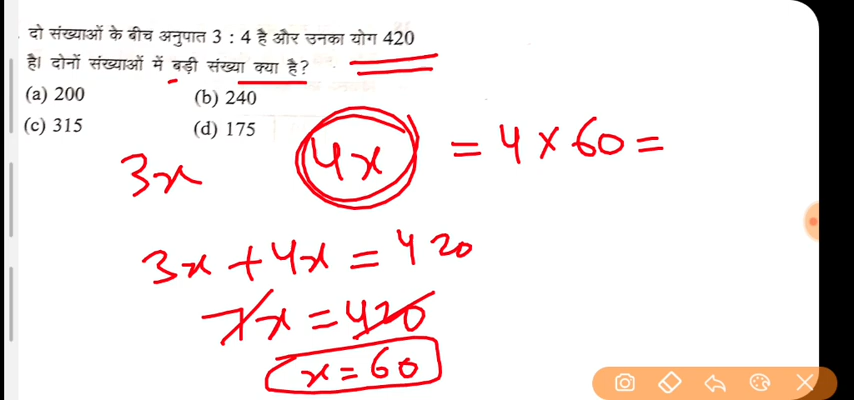 दो संख्याओं के बीच अनुपात 3 : 4 है और उनका योग 420
है। दोनों संख्याओं में बड़ी संख्या क्या है?
(a) 200 (b) 240
(c) 315 (d) 175
3x 4x = 4 × 60 =
3x + 4x = 420
7x = 420
x = 60